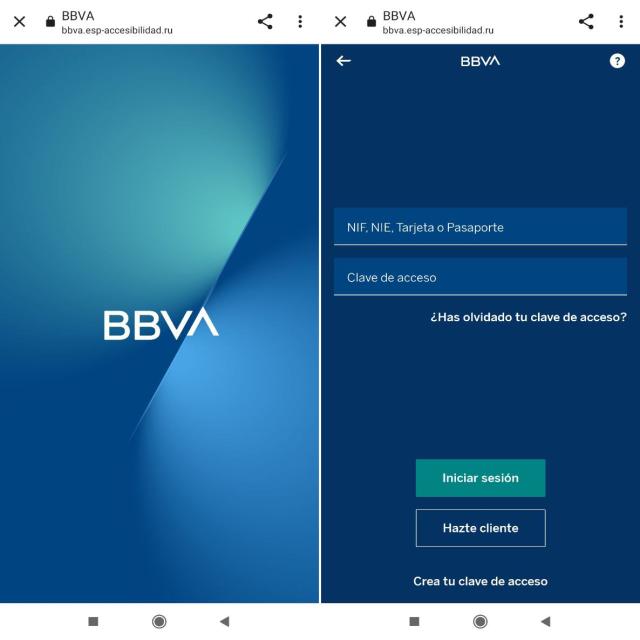 BBVA
bbva.esp-accesibilidad.ru
BBVA
BBVA
bbva.esp-accesibilidad.ru
BBVA
?
NIF, NIE, Tarjeta o Pasaporte
Clave de acceso
¿Has olvidado tu clave de acceso?
Iniciar sesión
Hazte cliente
Crea tu clave de acceso